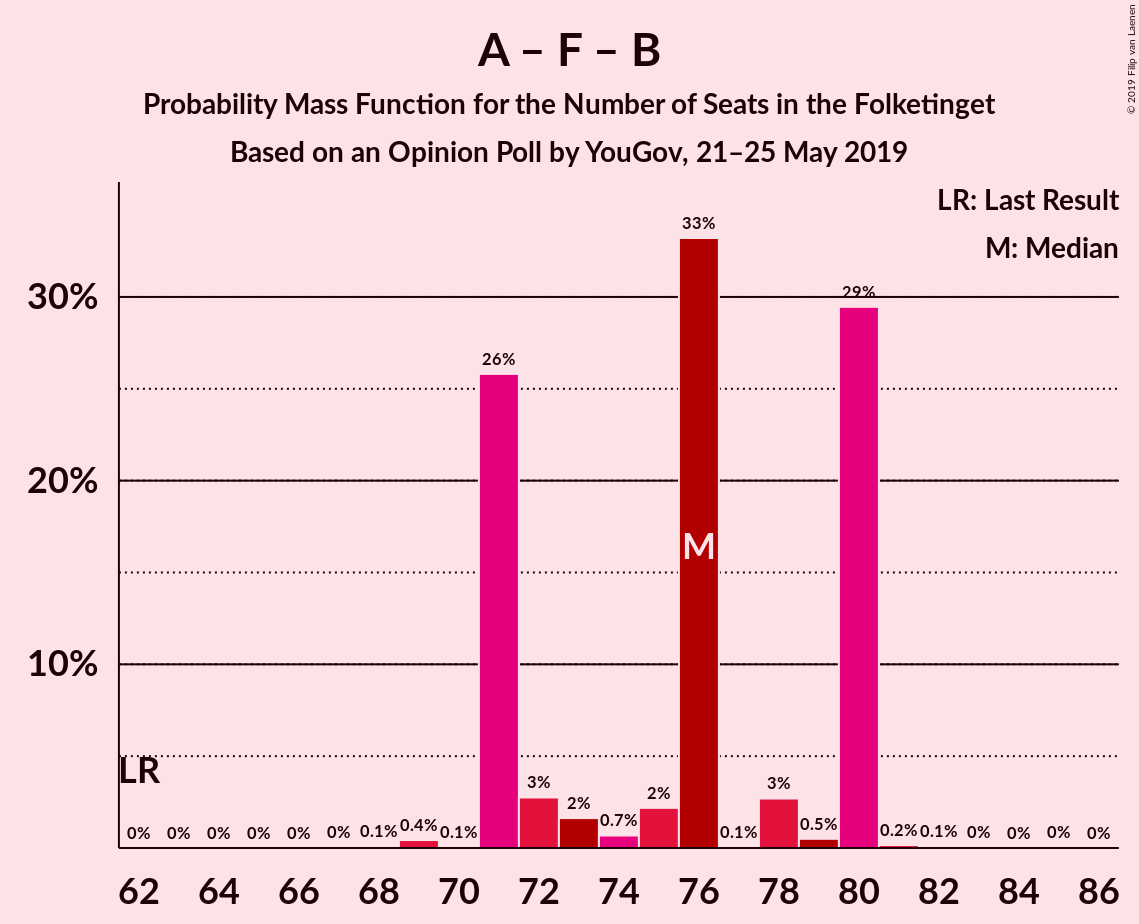 A – F – B
Probability Mass Function for the Number of Seats in the Folketinget
Based on an Opinion Poll by YouGov, 21–25 May 2019
© 2019 Filip van Laenen
LR: Last Result
M: Median
30%
20%
10%
LR
M
0% 0% 0% 0% 0% 0% 0.1% 0.4% 0.1% 26% 3% 2% 0.7% 2% 33% 0.1% 3% 0.5% 29% 0.2% 0.1% 0% 0% 0% 0%
62 64 66 68 70 72 74 76 78 80 82 84 86